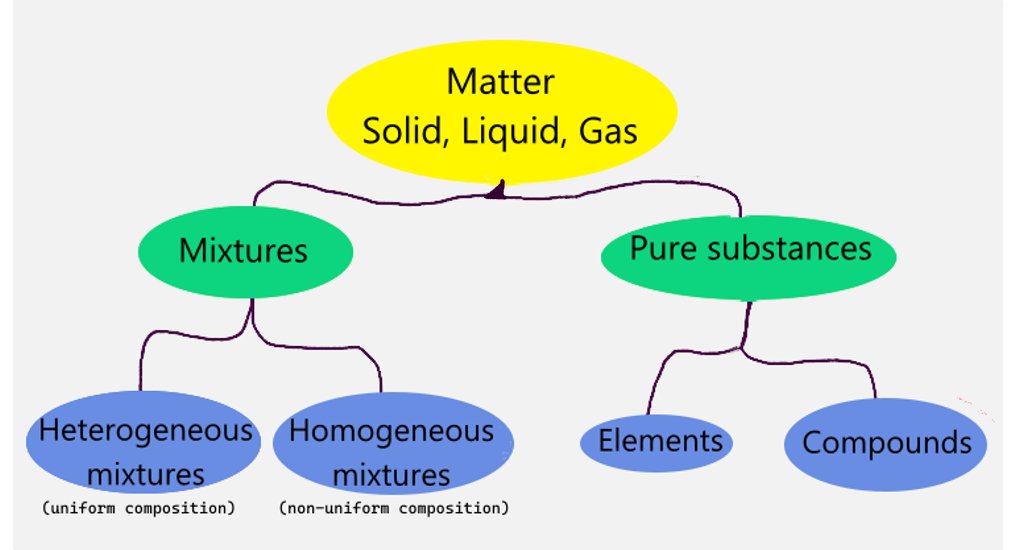 Matter
Solid, Liquid, Gas
Mixtures
Pure substances
Heterogeneous
mixtures
(uniform composition)
Homogeneous
mixtures
(non-uniform composition)
Elements
Compounds